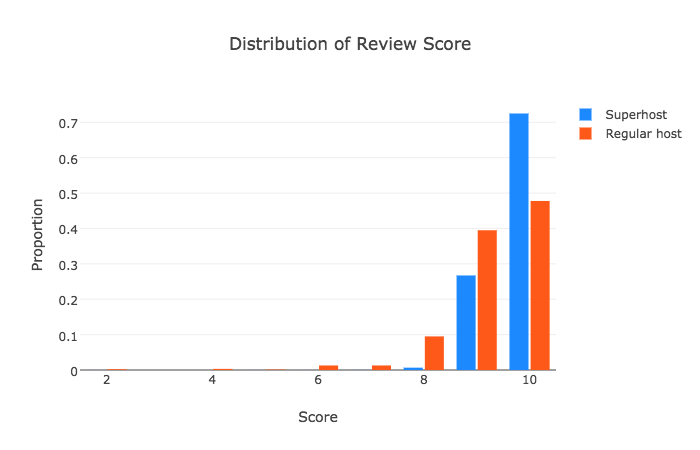 Distribution of Review Score
Superhost
Regular host
Proportion
0.7
0.6
0.5
0.4
0.3
0.2
0.1
0
2
4
6
8
10
Score